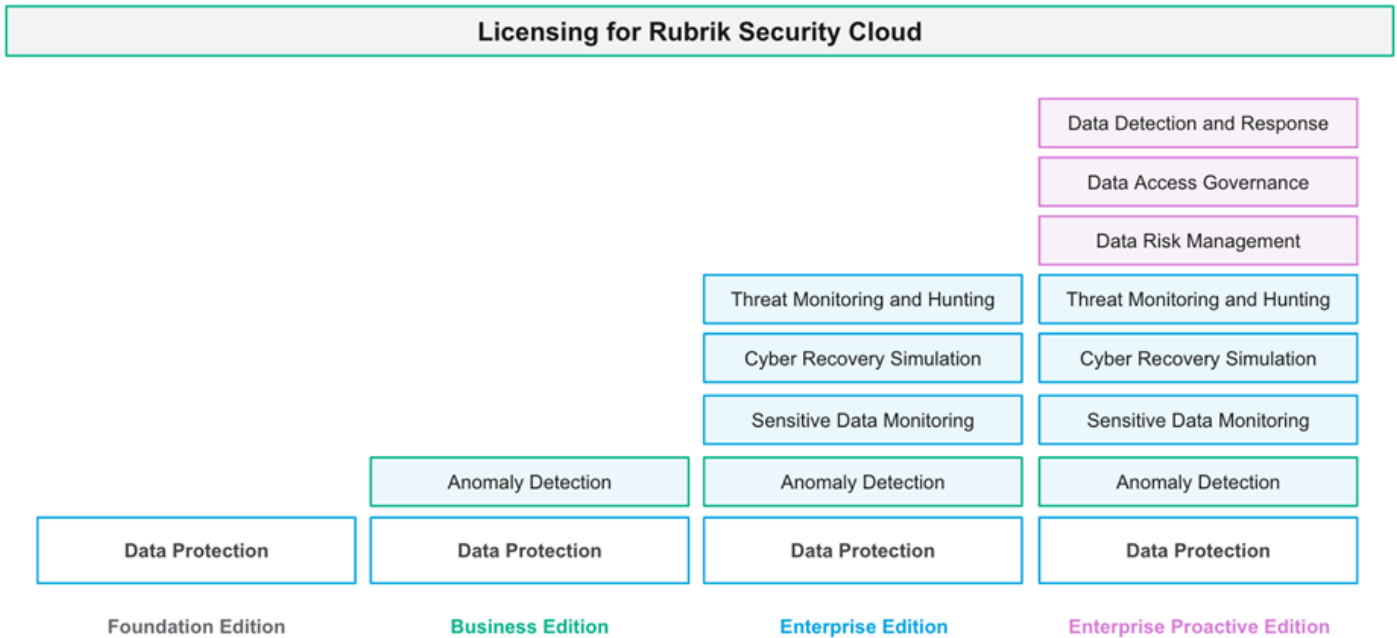 Licensing for Rubrik Security Cloud
Data Detection and Response
Data Access Governance
Data Risk Management
Threat Monitoring and Hunting
Threat Monitoring and Hunting
Cyber Recovery Simulation
Cyber Recovery Simulation
Sensitive Data Monitoring
Sensitive Data Monitoring
Anomaly Detection
Anomaly Detection
Anomaly Detection
Data Protection
Data Protection
Data Protection
Data Protection
Foundation Edition
Business Edition
Enterprise Edition
Enterprise Proactive Edition